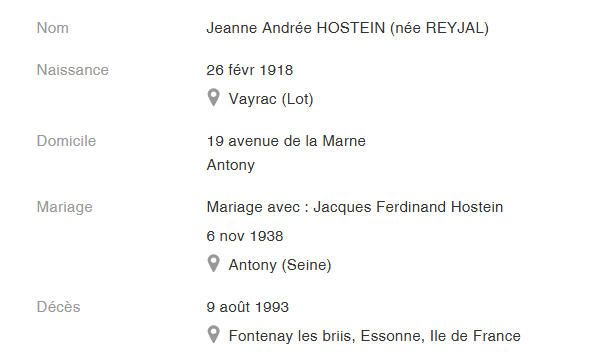 Nom Jeanne Andrée HOSTEIN (née REYJAL)
Naissance 26 févr 1918
Vayrac (Lot)
Domicile 19 avenue de la Marne
Antony
Mariage Mariage avec : Jacques Ferdinand Hostein
6 nov 1938
Antony (Seine)
Décès 9 août 1993
Fontenay les briis, Essonne, Ile de France